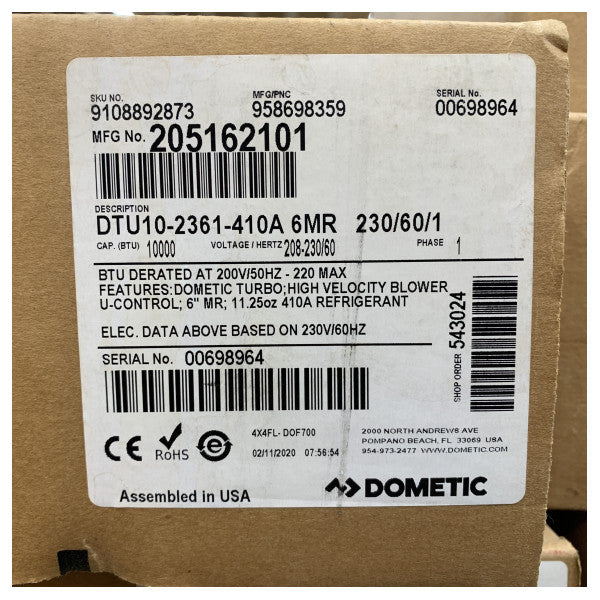 SKU NO. MFG/PNC SERIAL No.
9108892873 958698359 00698964
MFG No. 205162101
DESCRIPTION
DTU10-2361-410A 6MR 230/60/1
CAP. (BTU) 10000 VOLTAGE / HERTZ 208-230/60 PHASE 1
BTU DERATED AT 200V/50HZ - 220 MAX
FEATURES:DOMETIC TURBO;HIGH VELOCITY BLOWER
U-CONTROL; 6" MR; 11.25oz 410A REFRIGERANT
ELEC. DATA ABOVE BASED ON 230V/60HZ
SERIAL No. 00698964
SHOP ORDER 543024
CE RoHS e
4X4FL- DOF700
02/11/2020 07:56:54
2000 NORTH ANDREWS AVE
POMPANO BEACH, FL 33069 USA
954-973-2477 WWW.DOMETIC.COM
Assembled in USA
DOMETIC